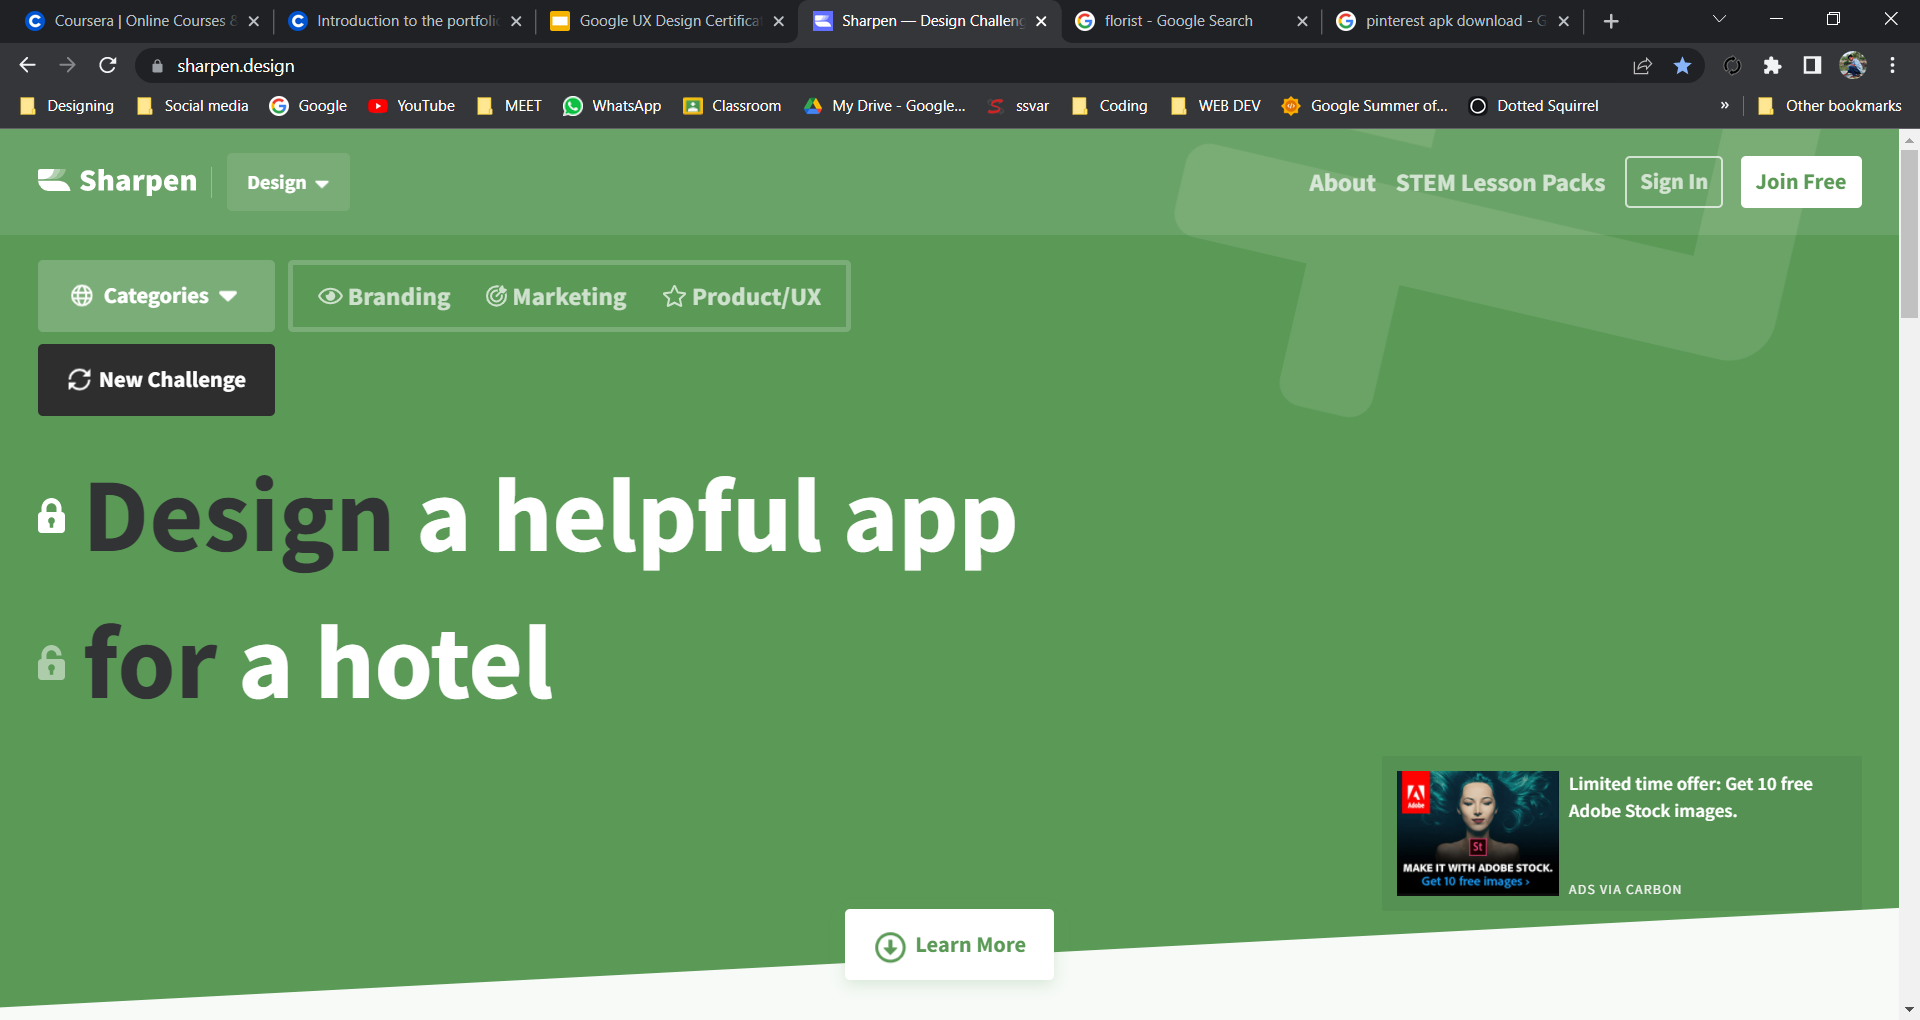 Coursera | Online Courses &
Introduction to the portfolio
Google UX Design Certificat
Sharpen — Design Challeng
florist - Google Search
pinterest apk download - G
sharpen.design
Designing
Social media
Google
YouTube
MEET
WhatsApp
Classroom
My Drive - Google...
ssvar
Coding
WEB DEV
Google Summer of...
Dotted Squirrel
»
Other bookmarks
Sharpen
Design
About
STEM Lesson Packs
Sign In
Join Free
Categories
Branding
Marketing
Product/UX
New Challenge
Design a helpful app
for a hotel
Adobe
St
MAKE IT WITH ADOBE STOCK.
Get 10 free images ›
Limited time offer: Get 10 free
Adobe Stock images.
ADS VIA CARBON
Learn More